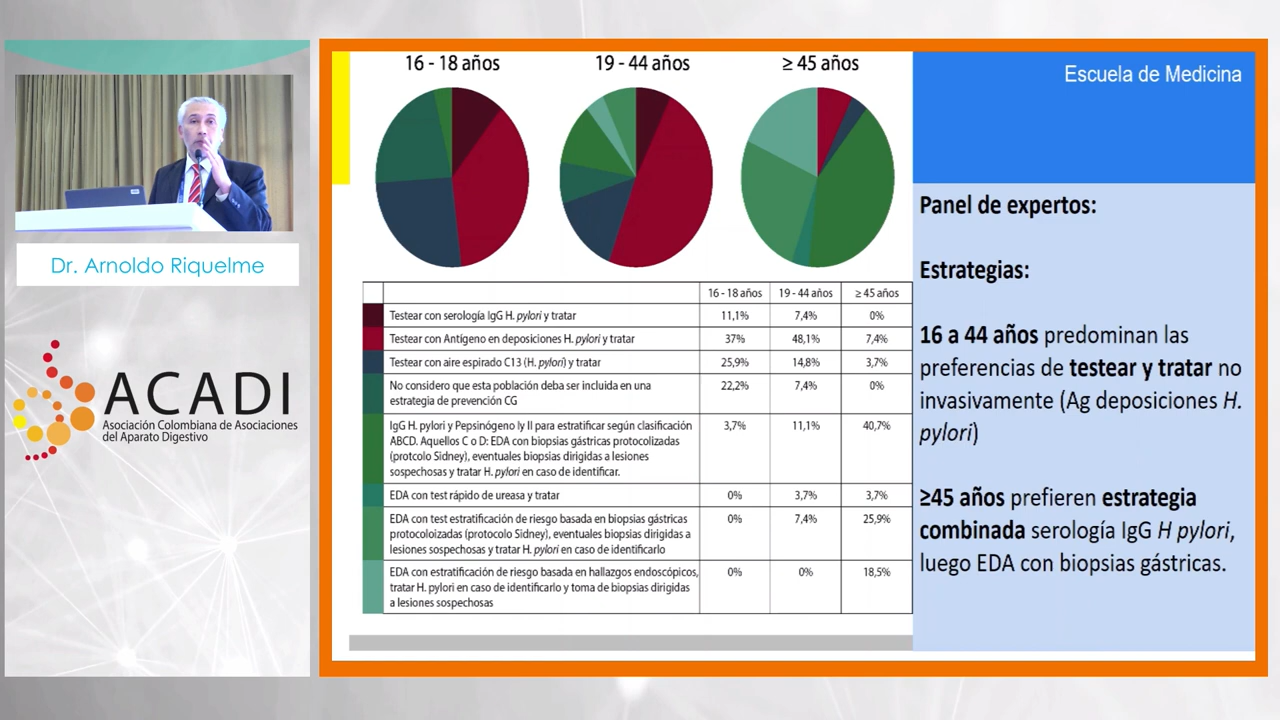 Dr. Arnoldo Riquelme
ACADI
Asociación Colombiana de Asociaciones
del Aparato Digestivo
16 - 18 años
19 - 44 años
≥ 45 años
16 - 18 años
19 - 44 años
≥ 45 años
Testear con serología IgG H. pylori y tratar
11,1%
7,4%
0%
Testear con Antígeno en deposiciones H. pylori y tratar
37%
48,1%
7,4%
Testear con aire espirado C13 (H. pylori) y tratar
25,9%
14,8%
3,7%
No considero que esta población deba ser incluida en una
estrategia de prevención CG
22,2%
7,4%
0%
IgG H. pylori y Pepsinógeno Iy II para estratificar según clasificación
ABCD. Aquellos C o D: EDA con biopsias gástricas protocolizadas
(protcolo Sidney), eventuales biopsias dirigidas a lesiones
sospechosos y tratar H. pylori en caso de identificar.
3,7%
11,1%
40,7%
EDA con test rápido de ureasa y tratar
0%
3,7%
3,7%
EDA con test estratificación de riesgo basada en biopsias gástricas
protocoloizadas (protocolo Sidney), eventuales biopsias dirigidas a
lesiones sospechosos y tratar H. pylori en caso de identificarlo
0%
7,4%
25,9%
EDA con estratificación de riesgo basada en hallazgos endoscópicos,
tratar H. pylori en caso de identificarlo y toma de biopsias dirigidas
a lesiones sospechosas
0%
0%
18,5%
Escuela de Medicina
Panel de expertos:
Estrategias:
16 a 44 años predominan las
preferencias de testear y tratar no
invasivamente (Ag deposiciones H.
pylori)
≥45 años prefieren estrategia
combinada serología IgG H pylori,
luego EDA con biopsias gástricas.